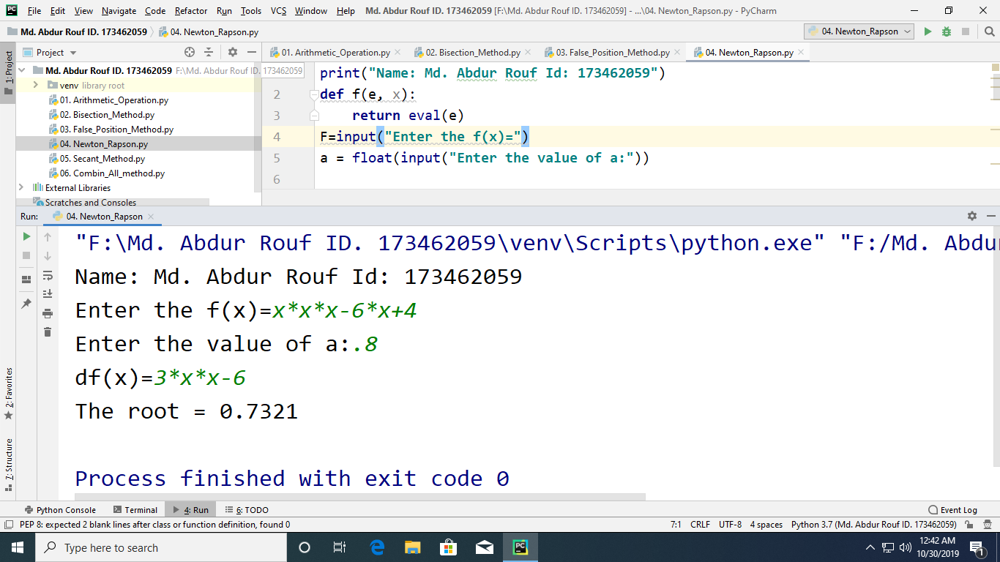 File Edit View Navigate Code Refactor Run Tools VCS Window Help Md. Abdur Rouf ID. 173462059 [F:\Md. Abdur Rouf ID. 173462059] - ...\04. Newton_Rapson.py - PyCharm
Md. Abdur Rouf ID. 173462059 04. Newton_Rapson.py 04. Newton_Rapson
1: Project
Project
01. Arithmetic_Operation.py 02. Bisection_Method.py 03. False_Position_Method.py 04. Newton_Rapson.py
Md. Abdur Rouf ID. 173462059 F:\Md. Abdur Rouf ID. 173462059
venv library root
01. Arithmetic_Operation.py
02. Bisection_Method.py
03. False_Position_Method.py
04. Newton_Rapson.py
05. Secant_Method.py
06. Combin_All_method.py
External Libraries
Scratches and Consoles
print("Name: Md. Abdur Rouf Id: 173462059")
2 def f(e, x):
3 return eval(e)
4 F=input("Enter the f(x)=")
5 a = float(input("Enter the value of a:"))
6
Run: 04. Newton_Rapson
"F:\Md. Abdur Rouf ID. 173462059\venv\Scripts\python.exe" "F:/Md. Abdu
Name: Md. Abdur Rouf Id: 173462059
Enter the f(x)=x*x*x-6*x+4
Enter the value of a:.8
df(x)=3*x*x-6
The root = 0.7321
Process finished with exit code 0
2: Favorites
7: Structure
Python Console Terminal 4: Run 6: TODO Event Log
PEP 8: expected 2 blank lines after class or function definition, found 0 7:1 CRLF UTF-8 4 spaces Python 3.7 (Md. Abdur Rouf ID. 173462059)
Type here to search
12:42 AM
10/30/2019
1